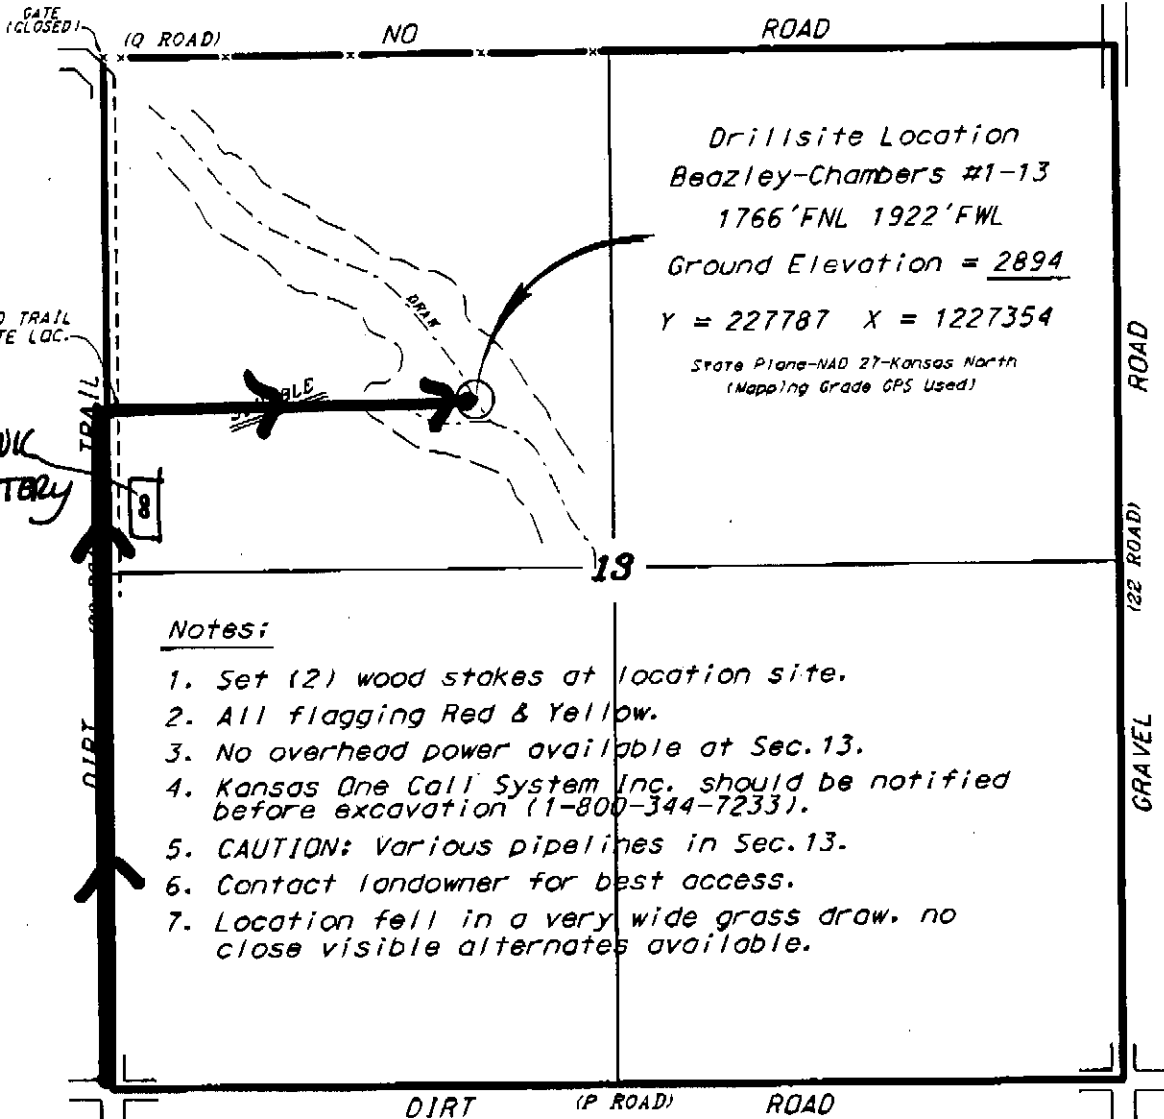 GATE
(CLOSED)
(Q ROAD) NO ROAD
Drillsite Location
Beazley-Chambers #1-13
1766'FNL 1922'FWL
Ground Elevation = 2894
Y = 227787 X = 1227354
State Plane-NAD 27-Kansas North
(Mapping Grade GPS Used)
DRAW
TRAIL
LOC.
TRAIL
ROAD
(22 ROAD)
GRAVEL
DIRT
13
Notes:
1. Set (2) wood stakes at location site.
2. All flagging Red & Yellow.
3. No overhead power available at Sec.13.
4. Kansas One Call System Inc. should be notified
before excavation (1-800-344-7233).
5. CAUTION: Various pipelines in Sec.13.
6. Contact landowner for best access.
7. Location fell in a very wide grass draw. no
close visible alternates available.
DIRT (P ROAD) ROAD